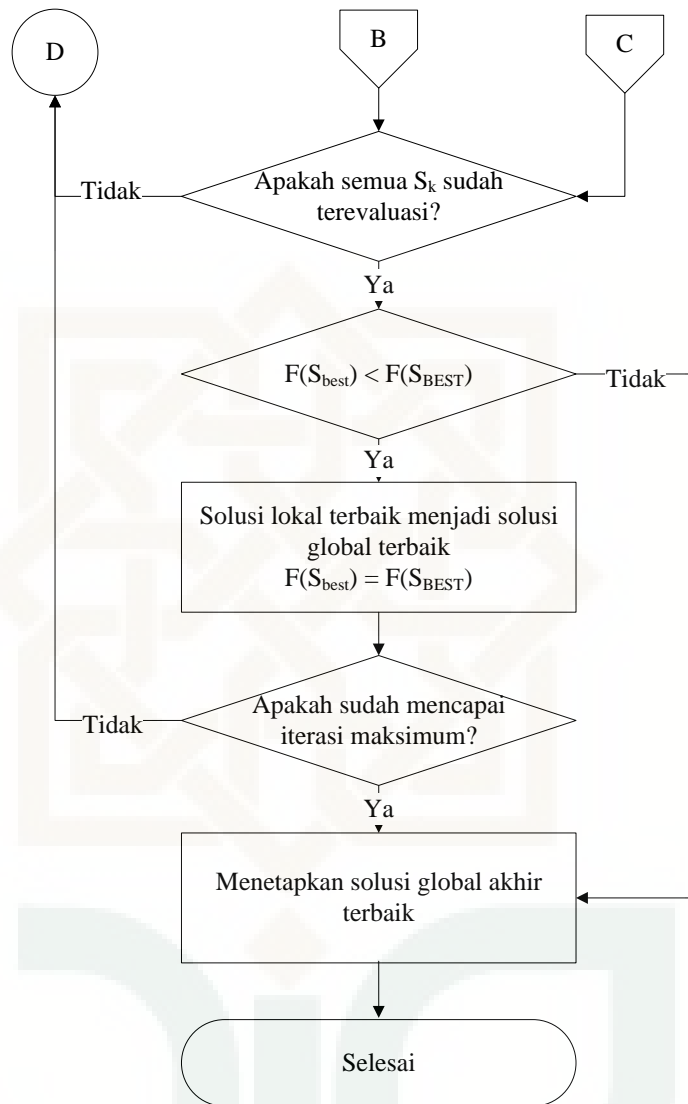 D
B
C
Apakah semua Sk sudah
terevaluasi?
Tidak
Ya
F(Sbest) < F(SBEST)
Tidak
Ya
Solusi lokal terbaik menjadi solusi
global terbaik
F(Sbest) = F(SBEST)
Apakah sudah mencapai
iterasi maksimum?
Tidak
Ya
Menetapkan solusi global akhir
terbaik
Selesai